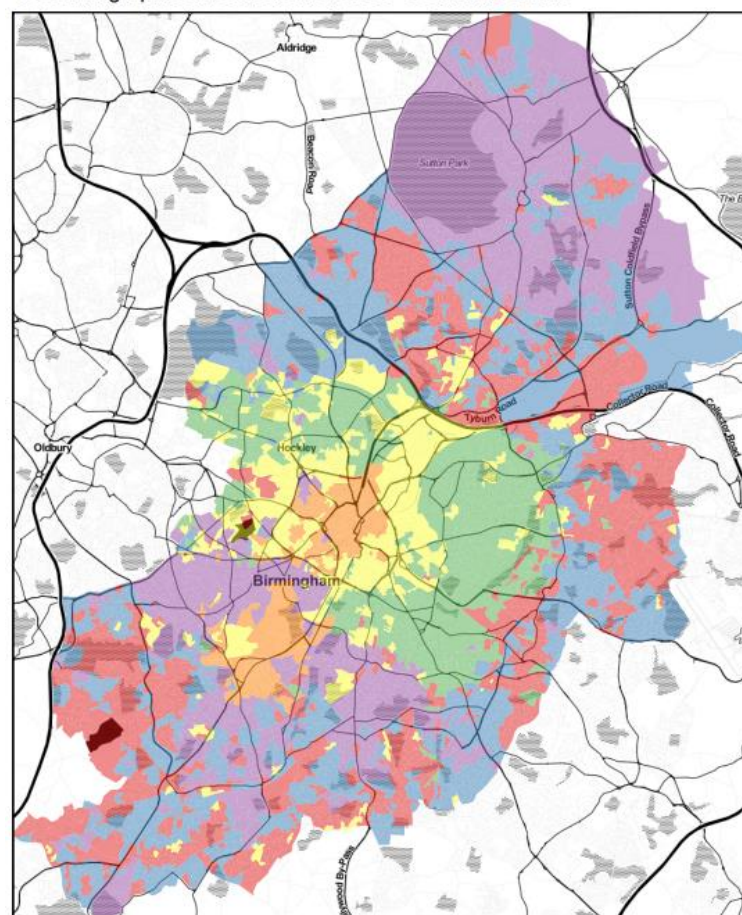 Aldridge
Beacon Road
Sutton Park
Sutton Coldfield Bypass
Tyburn Road
Collector Road
Collector Road
Oldbury
Hockley
Birmingham